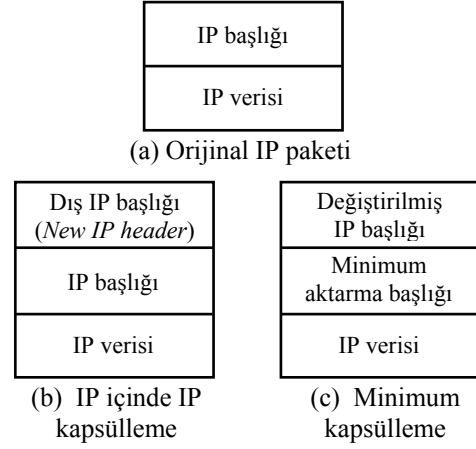 IP başlığı
IP verisi
(a) Orijinal IP paketi
Dış IP başlığı
(New IP header)
IP başlığı
IP verisi
(b) IP içinde IP
kapsülleme
Değiştirilmiş
IP başlığı
Minimum
aktarma başlığı
IP verisi
(c) Minimum
kapsülleme